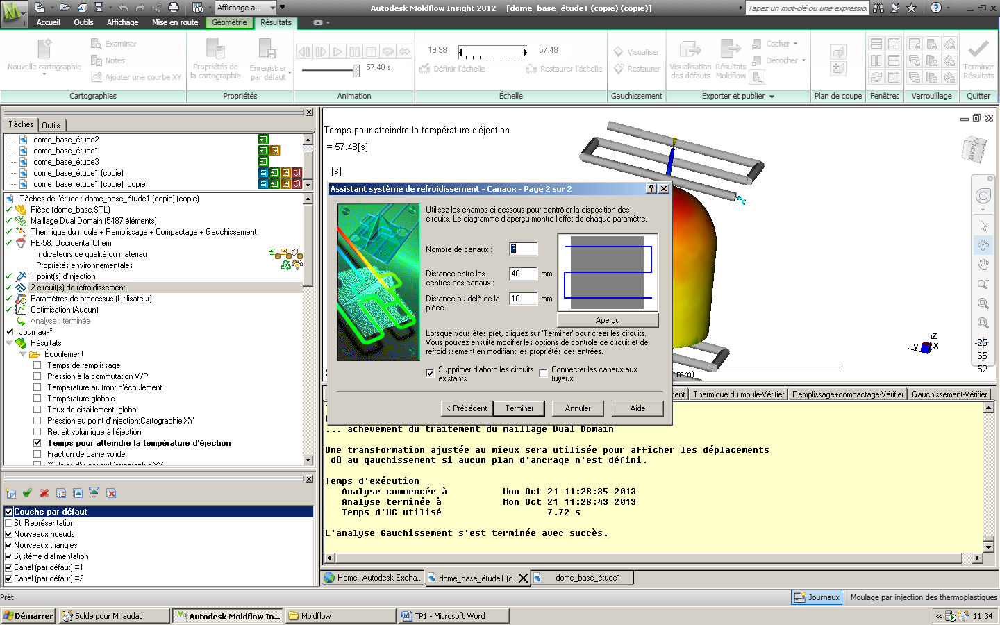 Affichage a...
Autodesk Moldflow Insight 2012 [dome_base_étude1 (copie) (copie)]
Tapez un mot-clé ou une expressio
Accueil Outils Affichage Mise en route Géométrie Résultats
Nouvelle cartographie
Examiner
Notes
Ajouter une courbe XY
Cartographies
Propriétés de la cartographie
Enregistrer par défaut
Propriétés
57.48 s
Animation
19.98
57.48
Définir l'échelle
Restaurer l'échelle
Échelle
Visualiser
Restaurer
Gauchissement
Visualisation des défauts
Résultats Moldflow
Cocher
Décocher
Exporter et publier
Plan de coupe
Fenêtres
Verrouillage
Terminer Résultats
Quitter
Tâches
Outils
dome_base_étude2
dome_base_étude1
dome_base_étude3
dome_base_étude1 (copie)
dome_base_étude1 (copie) (copie)
Tâches de l'étude : dome_base_étude1 (copie) (copie)
Pièce (dome_base.STL)
Maillage Dual Domain (5487 éléments)
Thermique du moule + Remplissage + Compactage + Gauchissement
PE-58: Occidental Chem
Indicateurs de qualité du matériau
Propriétés environnementales
1 point(s) d'injection
2 circuit(s) de refroidissement
Paramètres de processus (Utilisateur)
Optimisation (Aucun)
Analyse : terminée
Journaux*
Résultats
Écoulement
Temps de remplissage
Pression à la commutation V/P
Température au front d'écoulement
Température globale
Taux de cisaillement, global
Pression au point d'injection:Cartographie XY
Retrait volumique à l'éjection
Temps pour atteindre la température d'éjection
Fraction de gaine solide
% Poids d'injection:Cartographie XY
Couche par défaut
Stl Représentation
Nouveaux noeuds
Nouveaux triangles
Système d'alimentation
Canal (par défaut) #1
Canal (par défaut) #2
Temps pour atteindre la température d'éjection
= 57.48[s]
[s]
Assistant système de refroidissement - Canaux - Page 2 sur 2
Utilisez les champs ci-dessous pour contrôler la disposition des
circuits. Le diagramme d'aperçu montre l'effet de chaque paramètre.
Nombre de canaux :
3
Distance entre les
centres des canaux :
40 mm
Distance au-delà de la
pièce :
10 mm
Aperçu
Lorsque vous êtes prêt, cliquez sur 'Terminer' pour créer les circuits.
Vous pouvez ensuite modifier les options de contrôle de circuit et de
refroidissement en modifiant les propriétés des entrées.
Supprimer d'abord les circuits
existants
Connecter les canaux aux
tuyaux
< Précédent Terminer Annuler Aide
mm)
Z
Y X
-25
65
52
ment Thermique du moule-Vérifier Remplissage+compactage-Vérifier Gauchissement-Vérifier
... achèvement du traitement du maillage Dual Domain
Une transformation ajustée au mieux sera utilisée pour afficher les déplacements
dû au gauchissement si aucun plan d'ancrage n'est défini.
Temps d'exécution
Analyse commencée à Mon Oct 21 11:28:35 2013
Analyse terminée à Mon Oct 21 11:28:43 2013
Temps d'UC utilisé 7.72 s
L'analyse Gauchissement s'est terminée avec succès.
Home | Autodesk Excha... dome_base_étude1 (c... dome_base_étude1
Prêt
Journaux
Moulage par injection des thermoplastiques
Démarrer Solde pour Mnaudat Autodesk Moldflow In... Moldflow TP1 - Microsoft Word 11:34